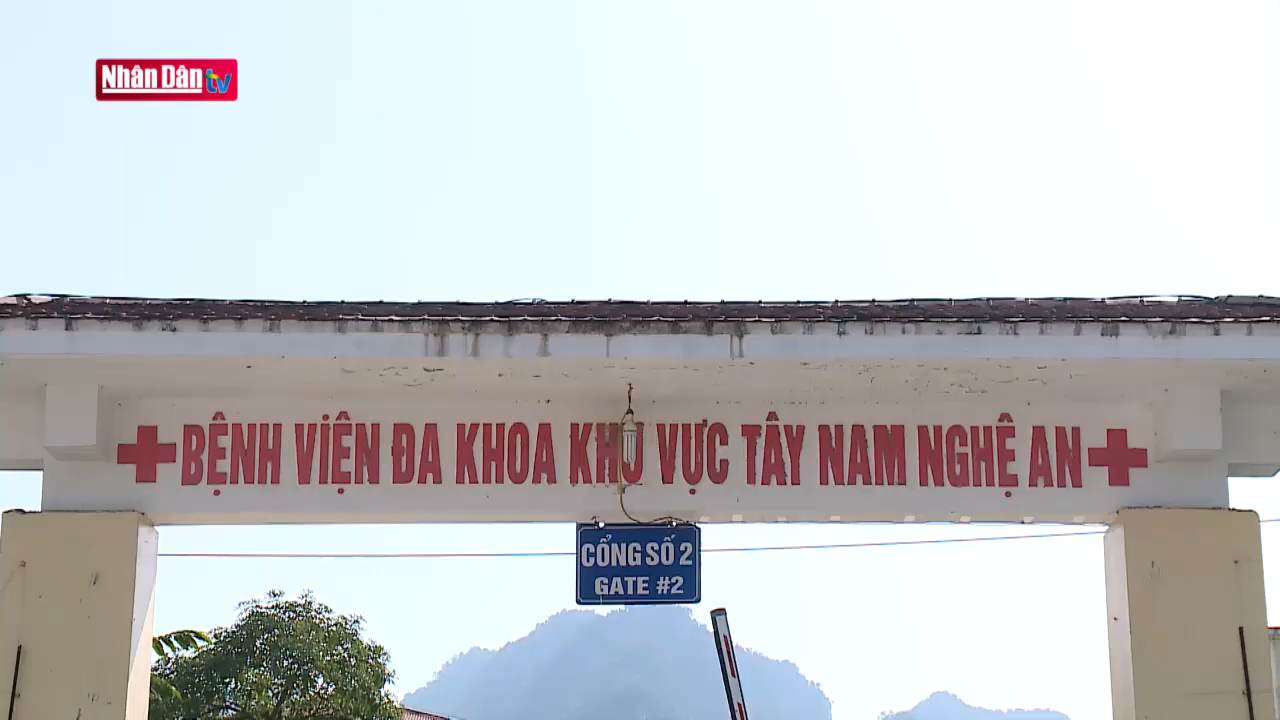 Nhân Dân tv
BỆNH VIỆN ĐA KHOA KHU VỰC TÂY NAM NGHỆ AN
CỔNG SỐ 2
GATE #2